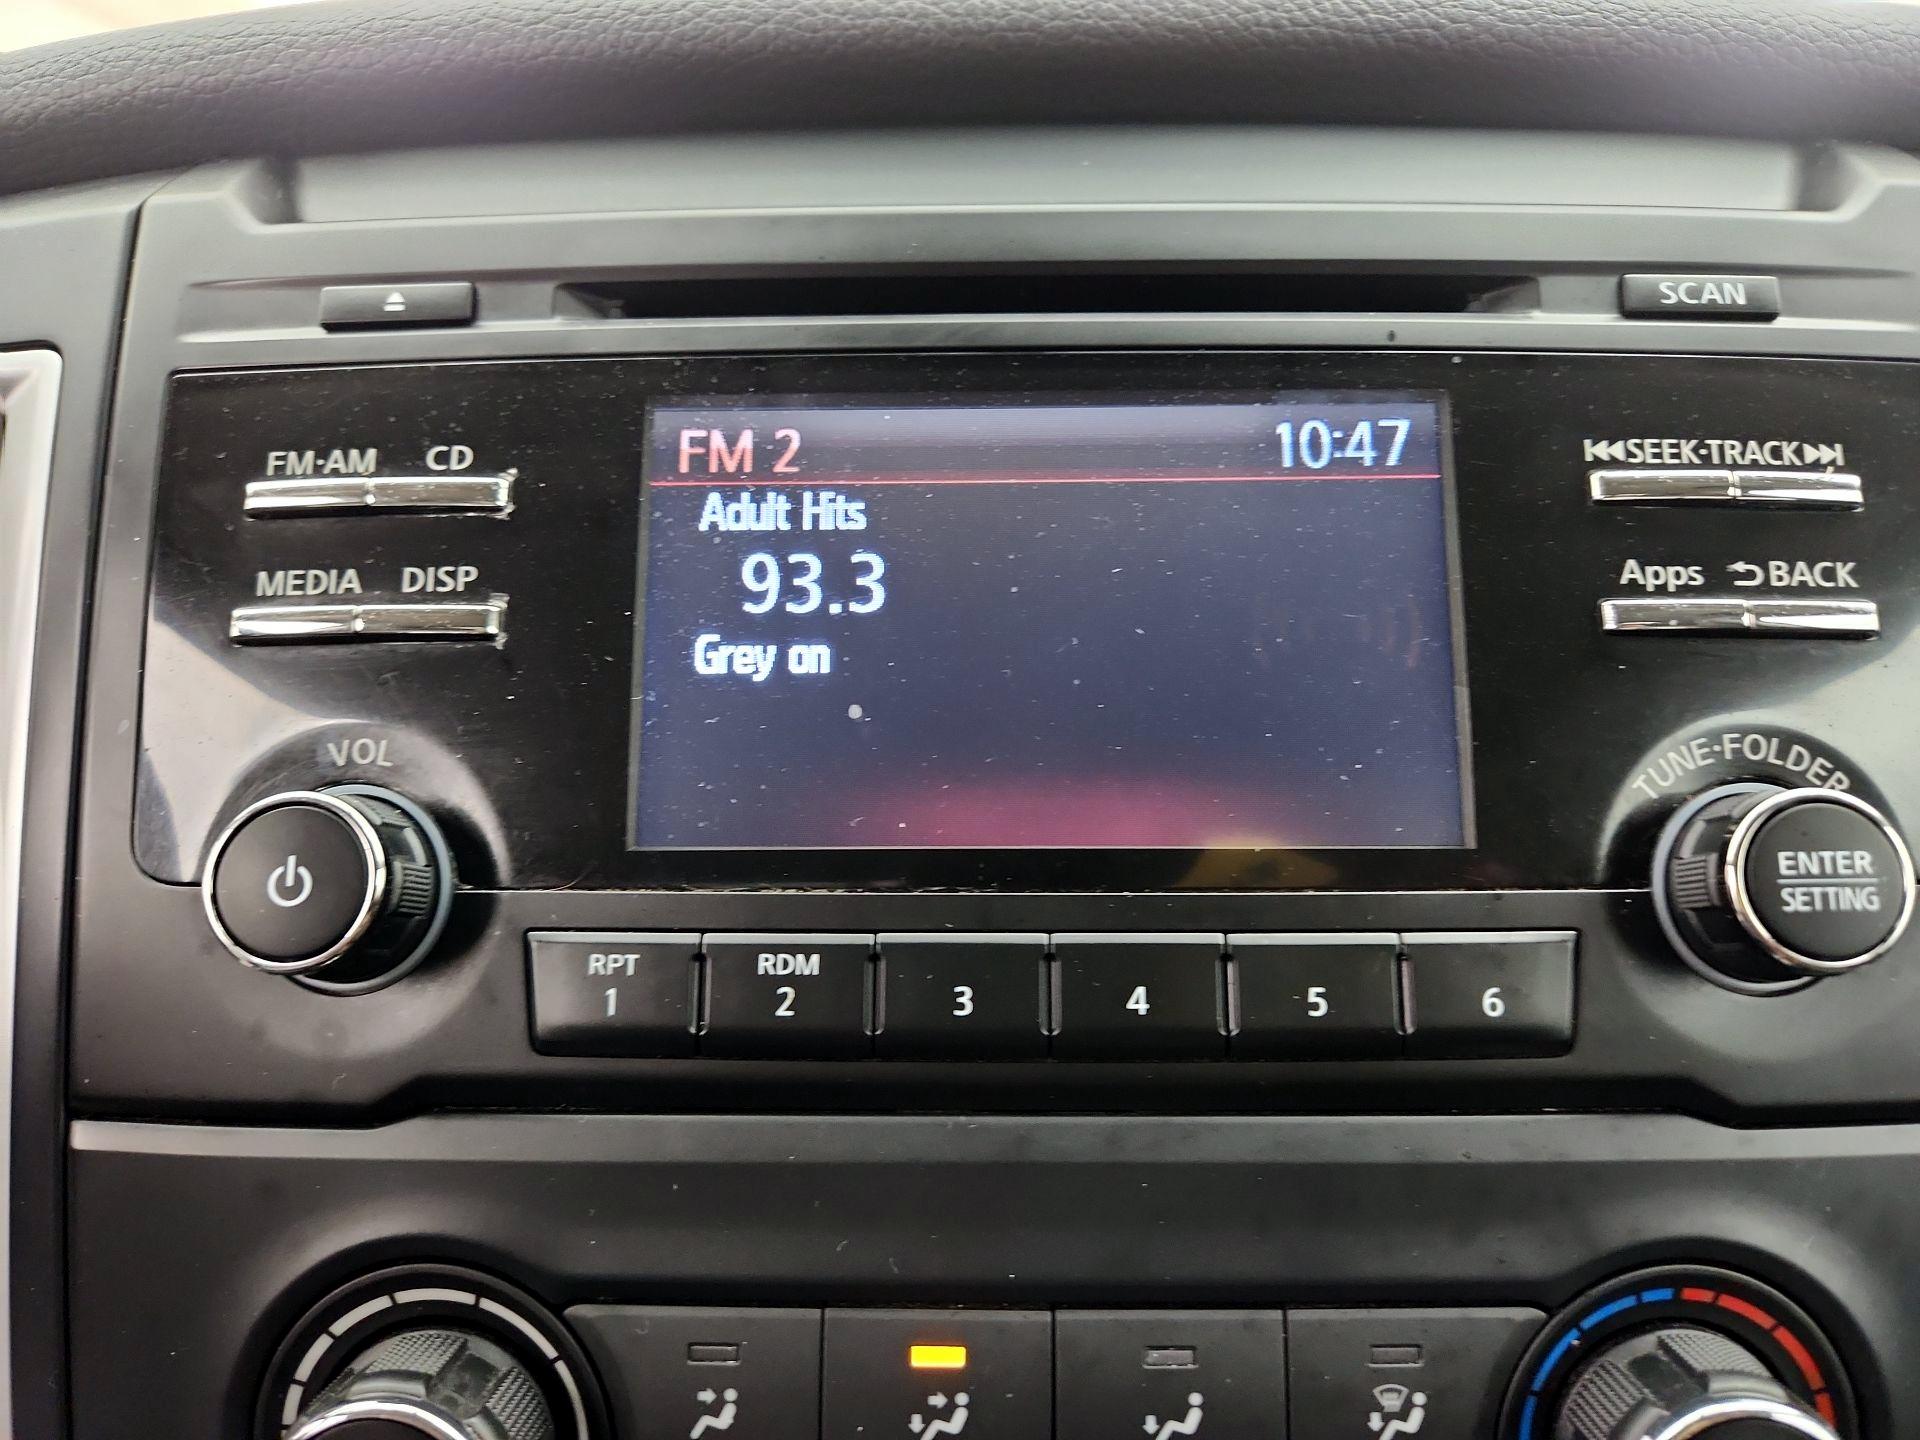 SCAN
FM·AM CD
FM 2 10:47
SEEK·TRACK
Adult Hits
93.3
MEDIA DISP
Apps BACK
Grey on
VOL
TUNE·FOLDER
ENTER
SETTING
RPT RDM
1 2 3 4 5 6